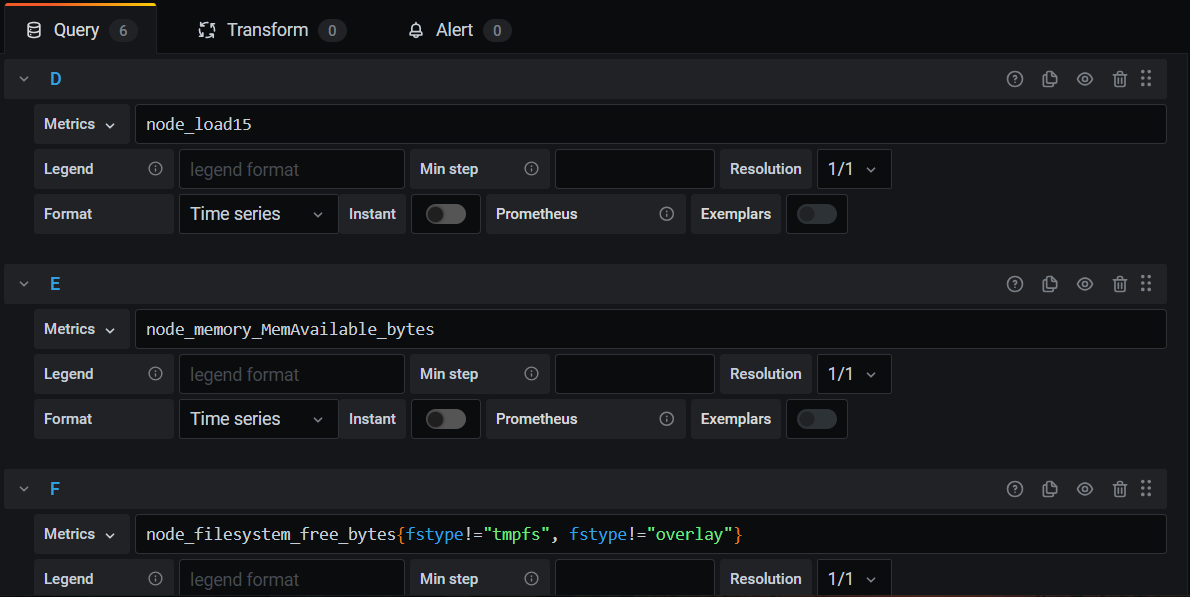 Query 6 Transform 0 Alert 0
D
Metrics node_load15
Legend legend format Min step Resolution 1/1
Format Time series Instant Prometheus Exemplars
E
Metrics node_memory_MemAvailable_bytes
Legend legend format Min step Resolution 1/1
Format Time series Instant Prometheus Exemplars
F
Metrics node_filesystem_free_bytes{fstype!="tmpfs", fstype!="overlay"}
Legend legend format Min step Resolution 1/1